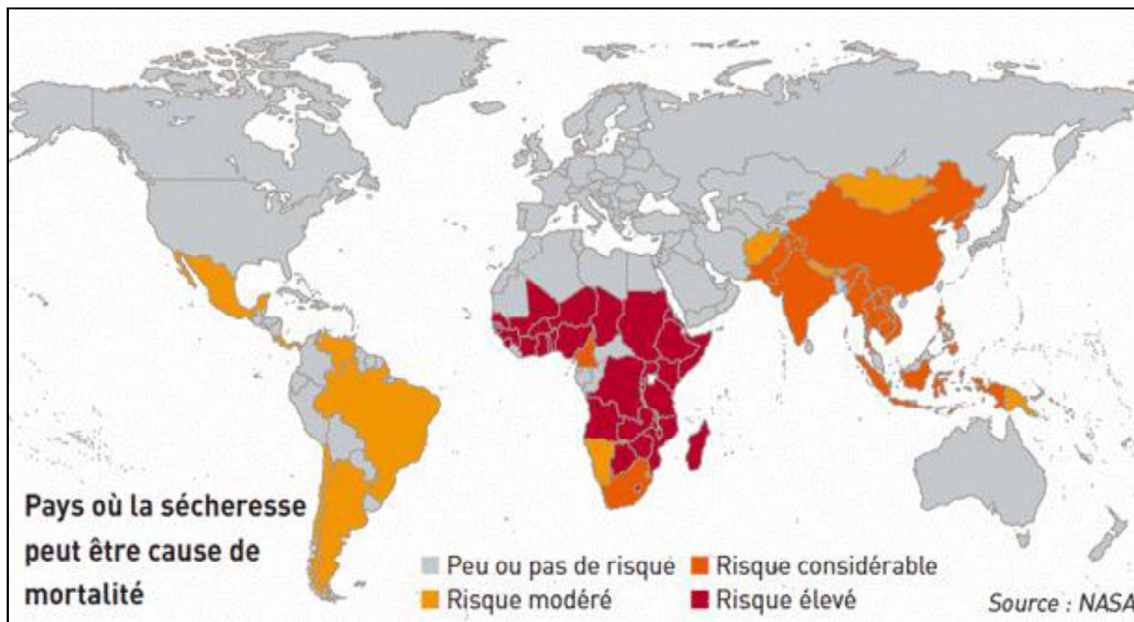 Pays où la sécheresse
peut être cause de
mortalité
Peu ou pas de risqué
Risque considérable
Risque modéré
Risque élevé
Source : NASA